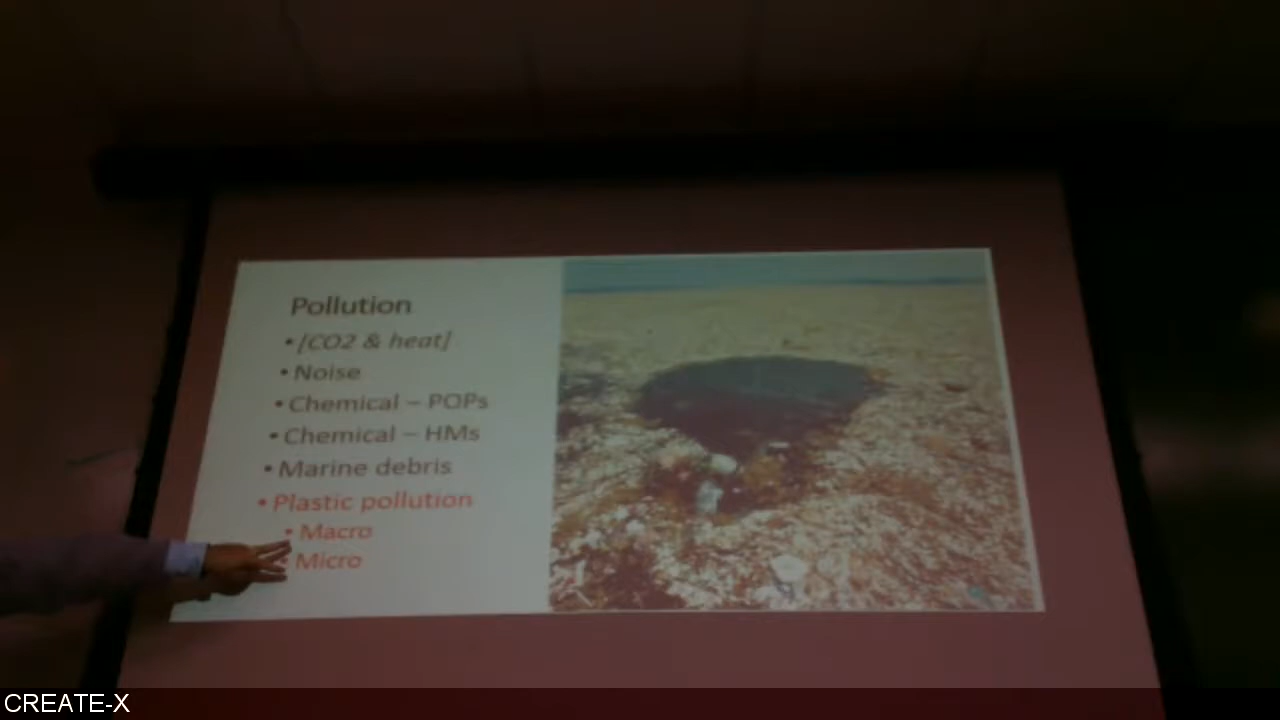 Pollution
• [CO2 & heat]
• Noise
• Chemical – POPs
• Chemical – HMs
• Marine debris
• Plastic pollution
• Macro
• Micro
CREATE-X